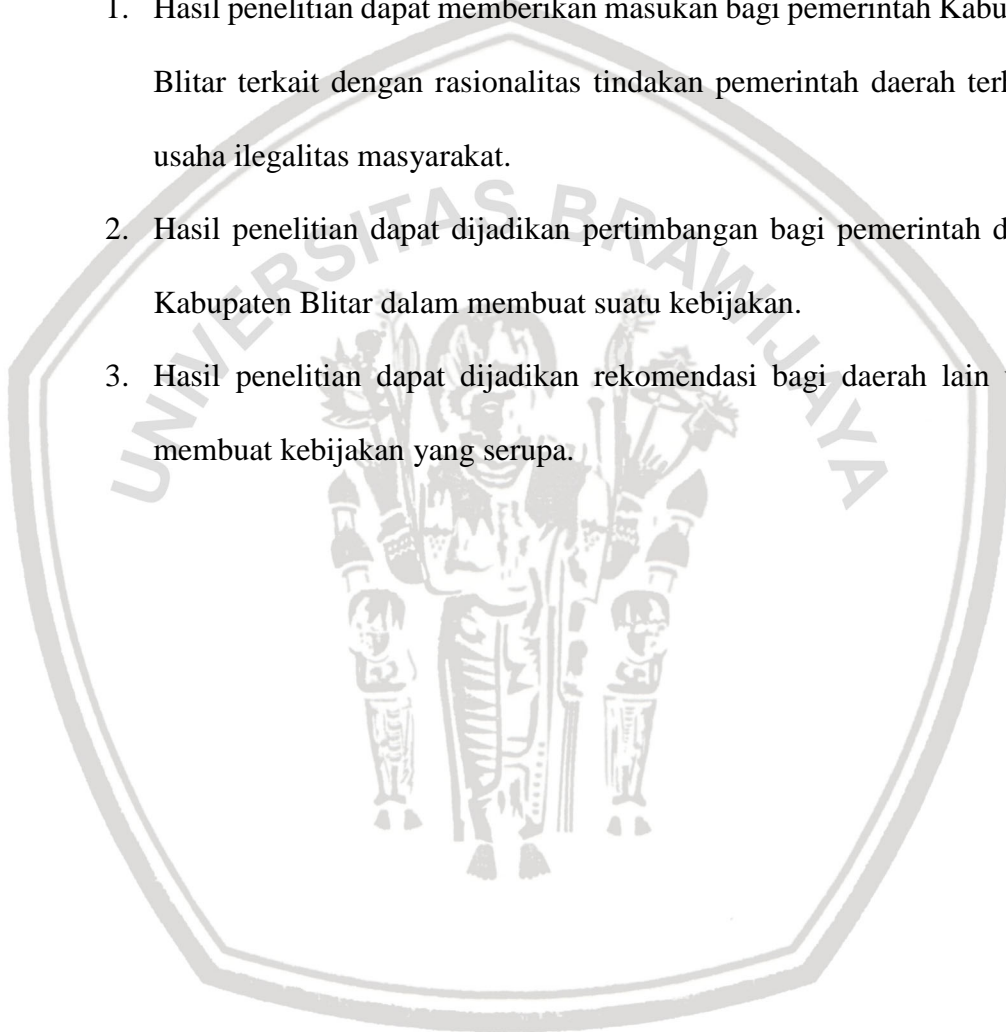 1. Hasil penelitian dapat memberikan masukan bagi pemerintah Kabu
Blitar terkait dengan rasionalitas tindakan pemerintah daerah ter
usaha ilegalitas masyarakat.
2. Hasil penelitian dapat dijadikan pertimbangan bagi pemerintah d
Kabupaten Blitar dalam membuat suatu kebijakan.
3. Hasil penelitian dapat dijadikan rekomendasi bagi daerah lain
membuat kebijakan yang serupa.
UNIVERSITAS BRAWIJAYA